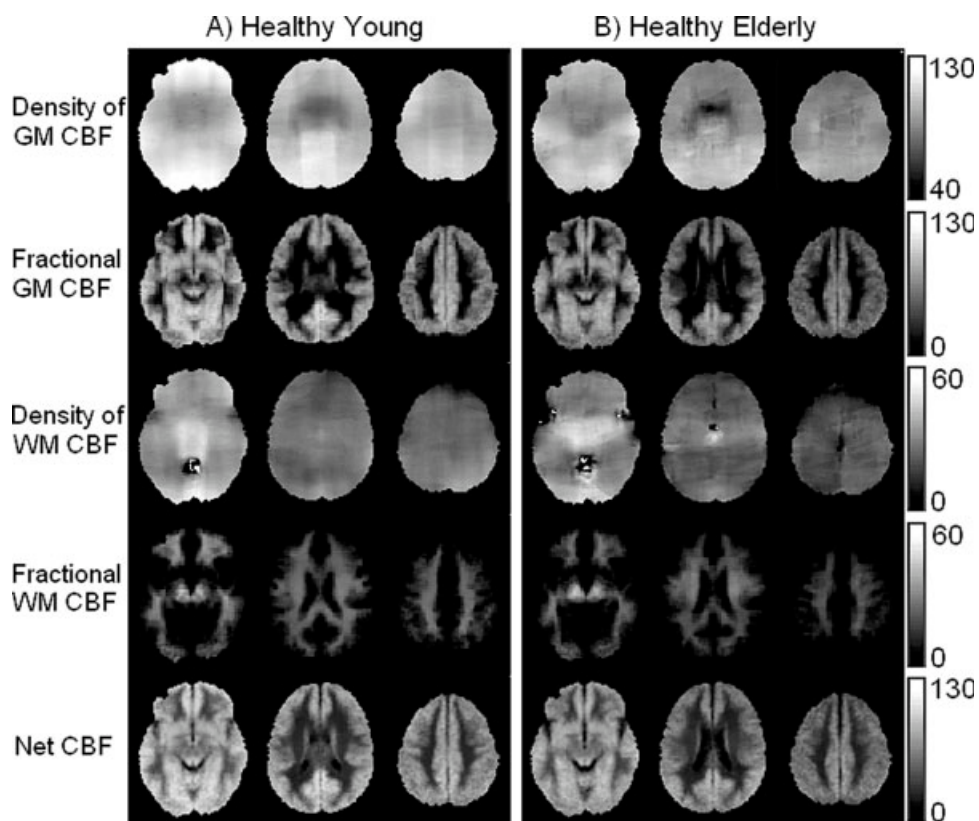 A) Healthy Young
B) Healthy Elderly
Density of
GM CBF
130
40
Fractional
GM CBF
130
0
Density of
WM CBF
60
0
Fractional
WM CBF
60
0
Net CBF
130
0